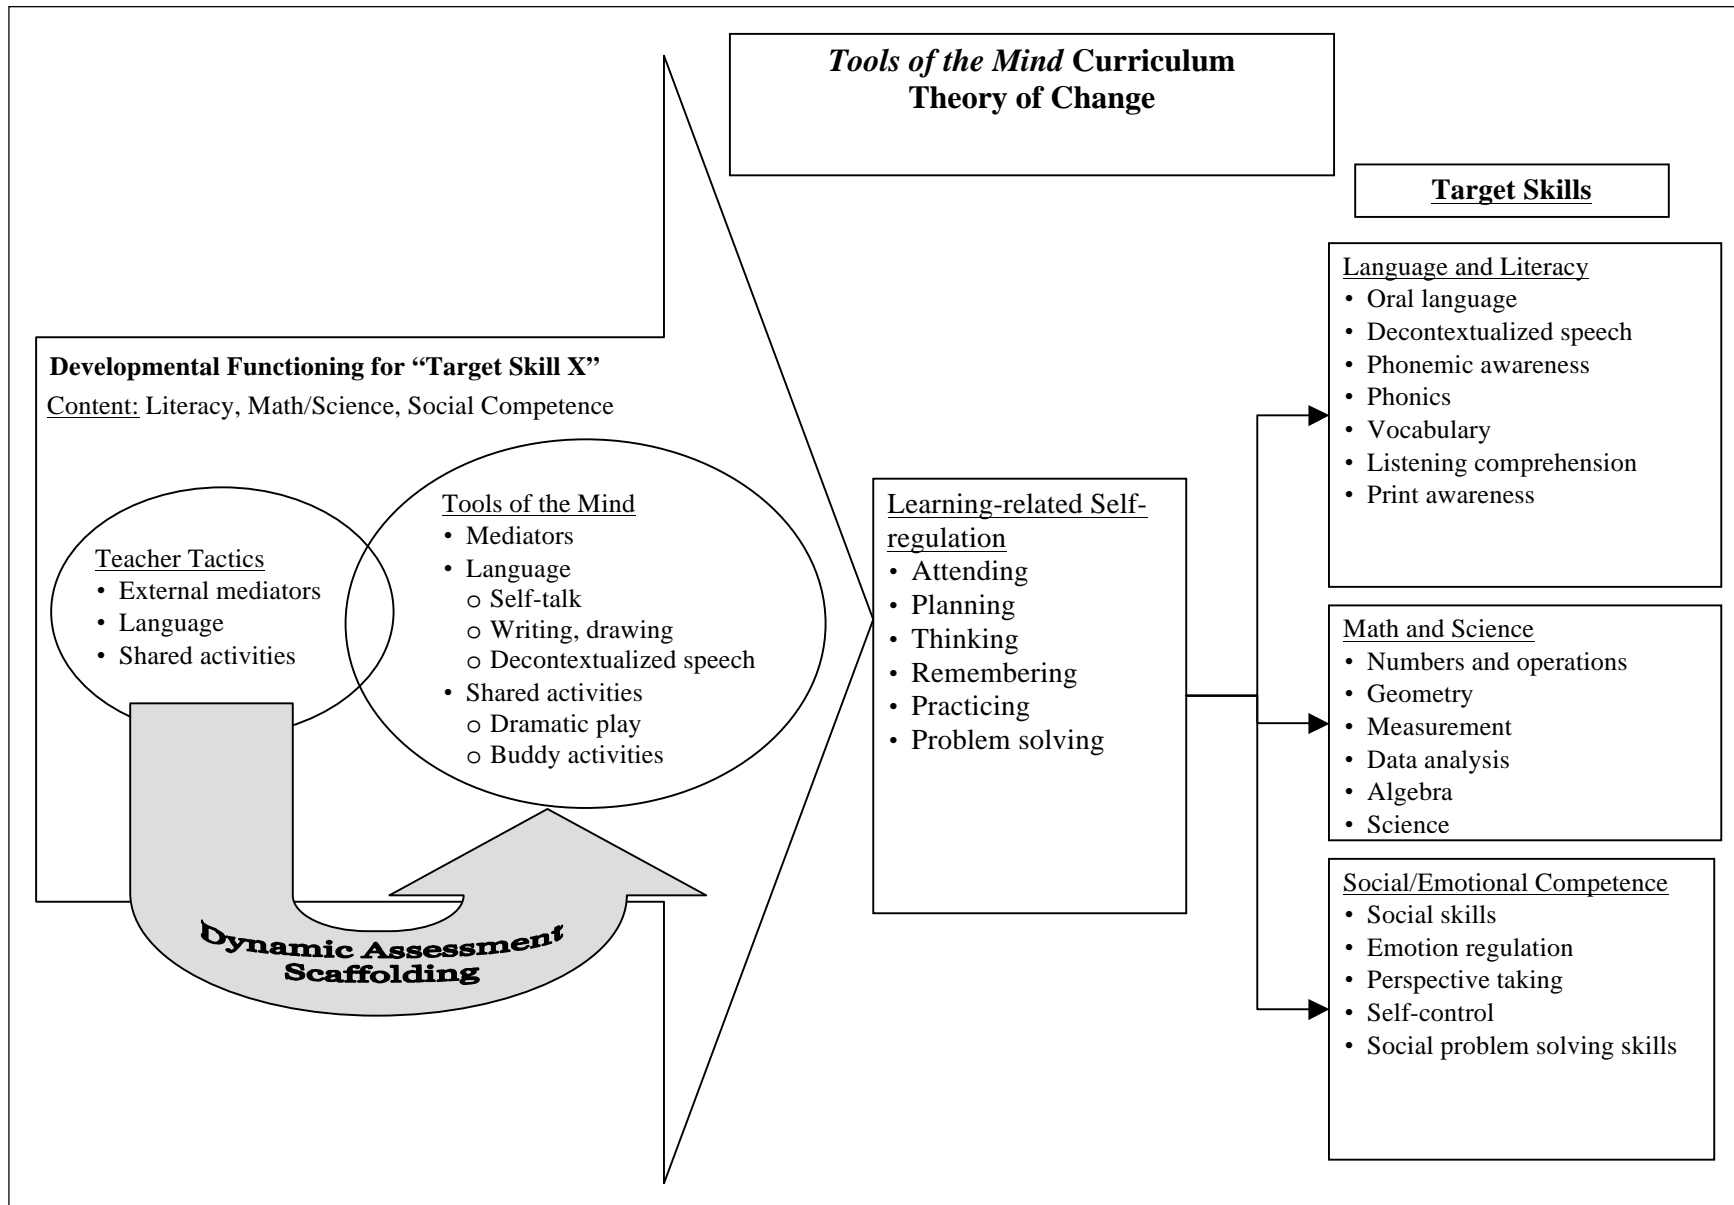 Tools of the Mind Curriculum
Theory of Change
Target Skills
Developmental Functioning for “Target Skill X”
Content: Literacy, Math/Science, Social Competence
Teacher Tactics
• External mediators
• Language
• Shared activities
Tools of the Mind
• Mediators
• Language
o Self-talk
o Writing, drawing
o Decontextualized speech
• Shared activities
o Dramatic play
o Buddy activities
Dynamic Assessment
Scaffolding
Learning-related Self-
regulation
• Attending
• Planning
• Thinking
• Remembering
• Practicing
• Problem solving
Language and Literacy
• Oral language
• Decontextualized speech
• Phonemic awareness
• Phonics
• Vocabulary
• Listening comprehension
• Print awareness
Math and Science
• Numbers and operations
• Geometry
• Measurement
• Data analysis
• Algebra
• Science
Social/Emotional Competence
• Social skills
• Emotion regulation
• Perspective taking
• Self-control
• Social problem solving skills